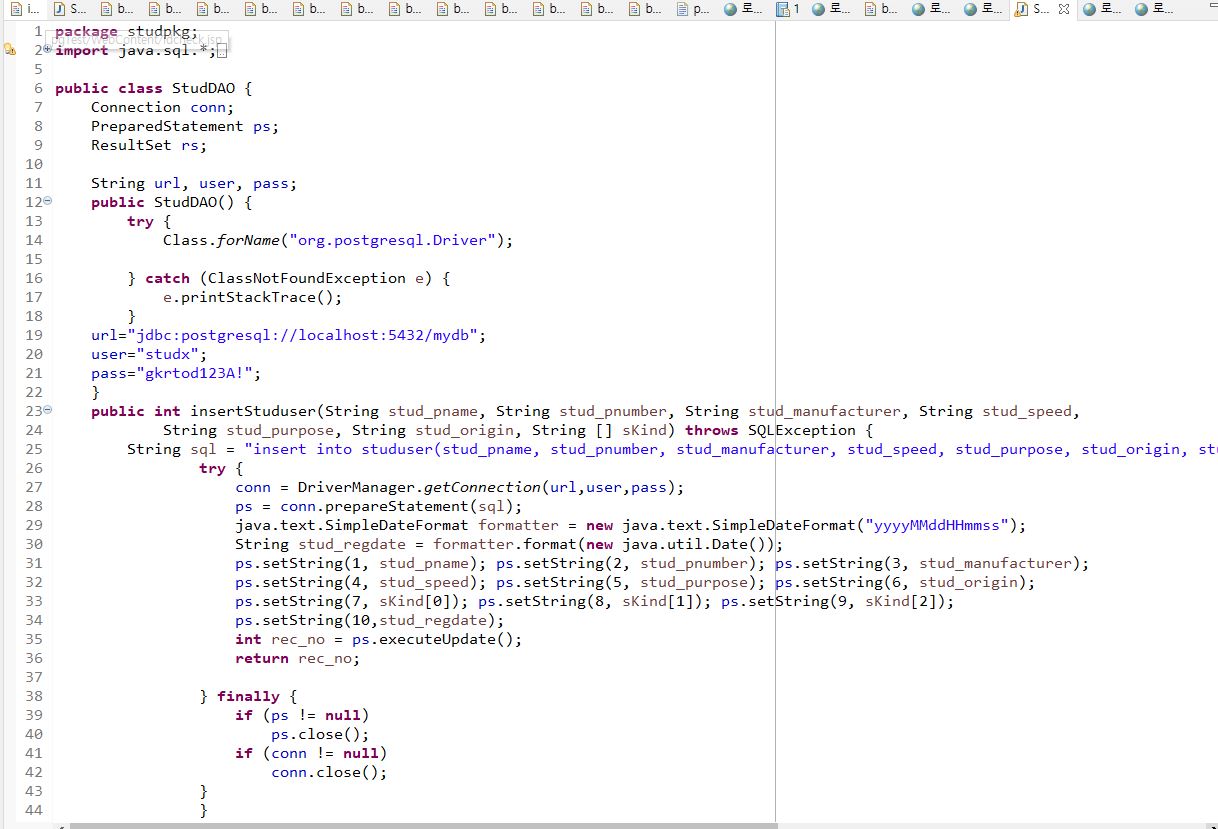 i... S... b... b... b... b... b... b... b... b... b... b... b... b... p... 로... 1 로... b... 로... 로... S... 로... 로...
1 package studpkg;
2 import java.sql.*;
5
6 public class StudDAO {
7 Connection conn;
8 PreparedStatement ps;
9 ResultSet rs;
10
11 String url, user, pass;
12 public StudDAO() {
13 try {
14 Class.forName("org.postgresql.Driver");
15
16 } catch (ClassNotFoundException e) {
17 e.printStackTrace();
18 }
19 url="jdbc:postgresql://localhost:5432/mydb";
20 user="studx";
21 pass="gkrtod123A!";
22 }
23 public int insertStuduser(String stud_pname, String stud_pnumber, String stud_manufacturer, String stud_speed,
24 String stud_purpose, String stud_origin, String [] sKind) throws SQLException {
25 String sql = "insert into studuser(stud_pname, stud_pnumber, stud_manufacturer, stud_speed, stud_purpose, stud_origin, st
26 try {
27 conn = DriverManager.getConnection(url,user,pass);
28 ps = conn.prepareStatement(sql);
29 java.text.SimpleDateFormat formatter = new java.text.SimpleDateFormat("yyyyMMddHHmmss");
30 String stud_regdate = formatter.format(new java.util.Date());
31 ps.setString(1, stud_pname); ps.setString(2, stud_pnumber); ps.setString(3, stud_manufacturer);
32 ps.setString(4, stud_speed); ps.setString(5, stud_purpose); ps.setString(6, stud_origin);
33 ps.setString(7, sKind[0]); ps.setString(8, sKind[1]); ps.setString(9, sKind[2]);
34 ps.setString(10,stud_regdate);
35 int rec_no = ps.executeUpdate();
36 return rec_no;
37
38 } finally {
39 if (ps != null)
40 ps.close();
41 if (conn != null)
42 conn.close();
43 }
44 }